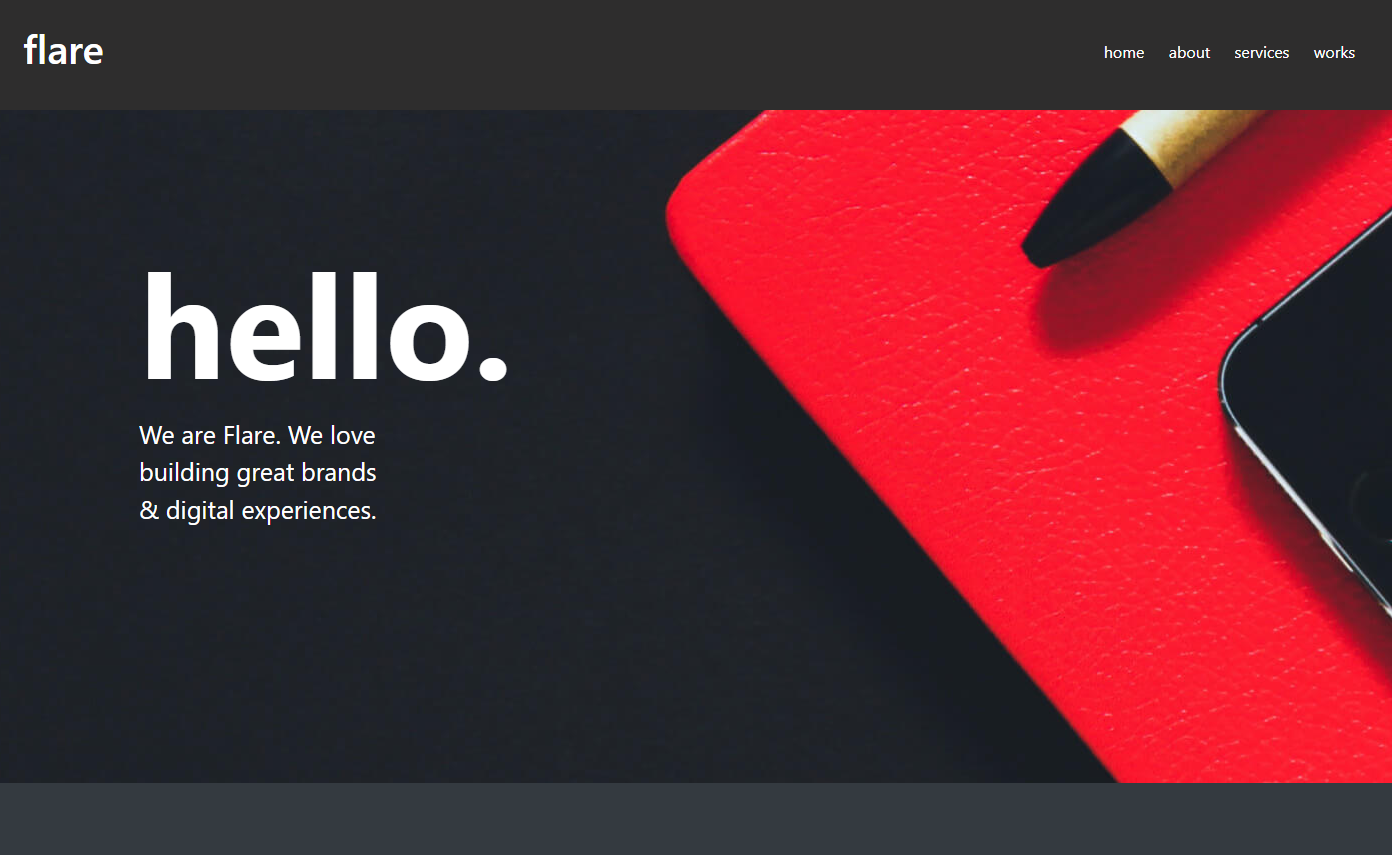 flare
home about services works
hello.
We are Flare. We love
building great brands
& digital experiences.